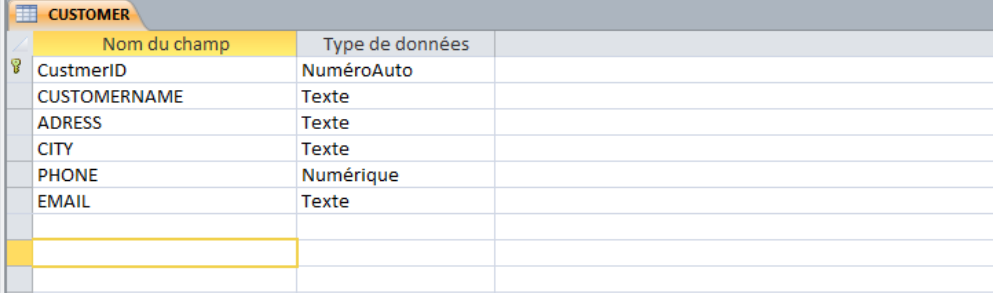 CUSTOMER
Nom du champ Type de données
CustmerID NuméroAuto
CUSTOMERNAME Texte
ADRESS Texte
CITY Texte
PHONE Numérique
EMAIL Texte